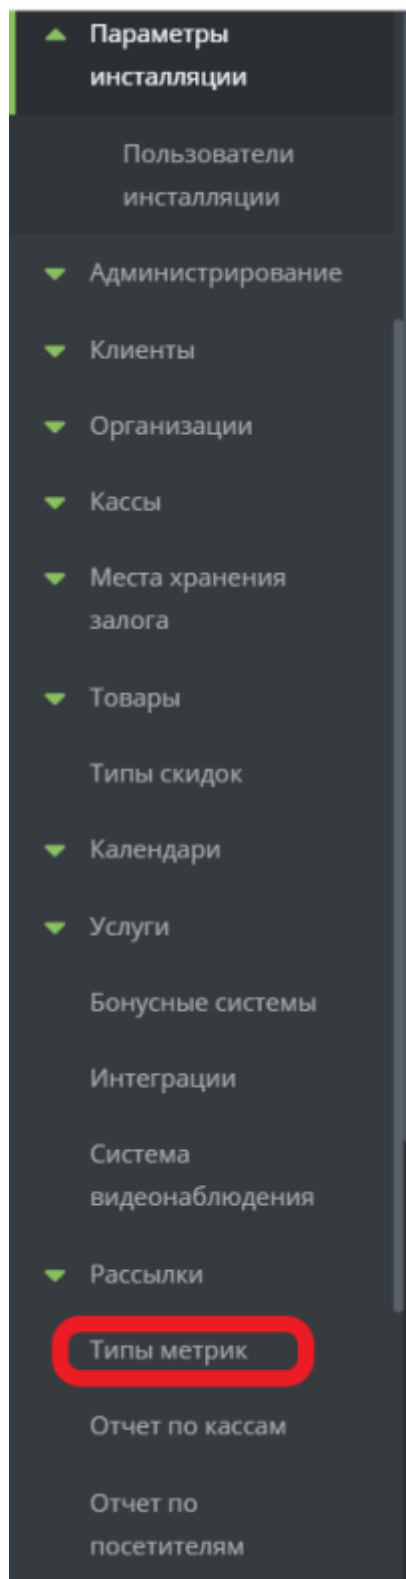 Параметры
инсталляции
Пользователи
инсталляции
Администрирование
Клиенты
Организации
Кассы
Места хранения
залога
Товары
Типы скидок
Календари
Услуги
Бонусные системы
Интеграции
Система
видеонаблюдения
Рассылки
Типы метрик
Отчет по кассам
Отчет по
посетителям